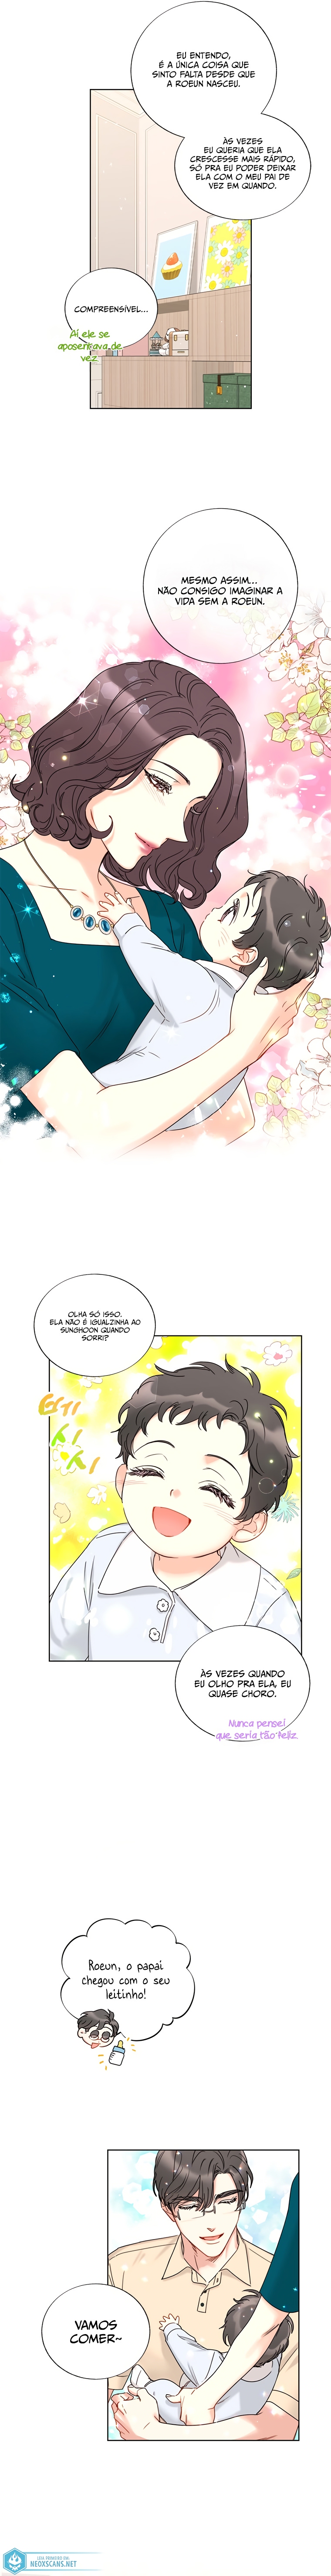 EU ENTENDO,
É A ÚNICA COISA QUE
SINTO FALTA DESDE QUE
A ROEUN NASCEU.
ÀS VEZES
EU QUERIA QUE ELA
CRESCESSE MAIS RÁPIDO,
SÓ PRA EU PODER DEIXAR
ELA COM O MEU PAI DE
VEZ EM QUANDO.
COMPREENSÍVEL...
Aí ele se
aposentava de
vez
MESMO ASSIM...
NÃO CONSIGO IMAGINAR A
VIDA SEM A ROEUN.
OLHA SÓ ISSO.
ELA NÃO É IGUALZINHA AO
SUNGHOON QUANDO
SORRI?
ÀS VEZES QUANDO
EU OLHO PRA ELA, EU
QUASE CHORO.
Nunca pensei
que seria tão feliz
Roeun, o papai
chegou com o seu
leitinho!
VAMOS
COMER~
LEIA PRIMEIRO EM
NEOXSCANS.NET